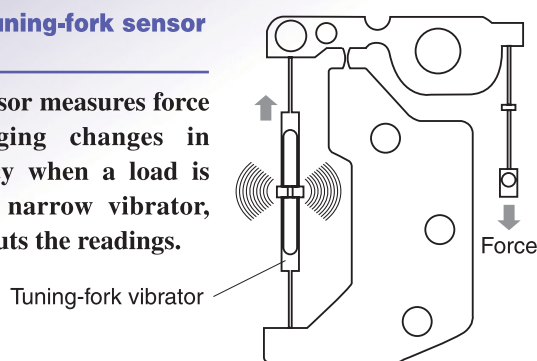 uning-fork sensor
sor measures force
ging changes in
y when a load is
narrow vibrator,
uts the readings.
Force
Tuning-fork vibrator